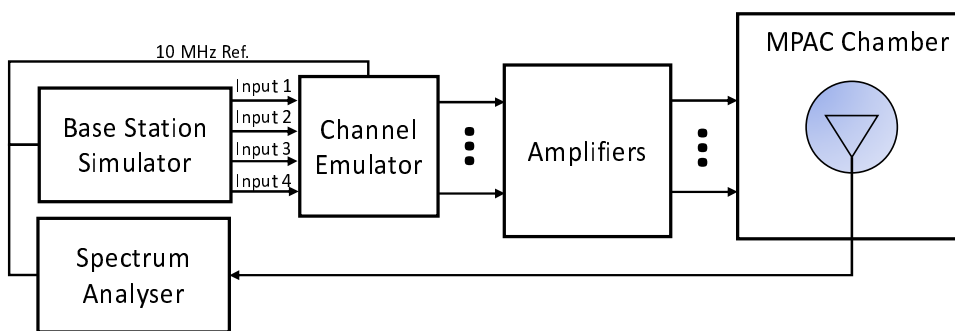 10 MHz Ref.
MPAC Chamber
Base Station
Simulator
Input 1
Input 2
Input 3
Input 4
Channel
Emulator
Amplifiers
Spectrum
Analyser